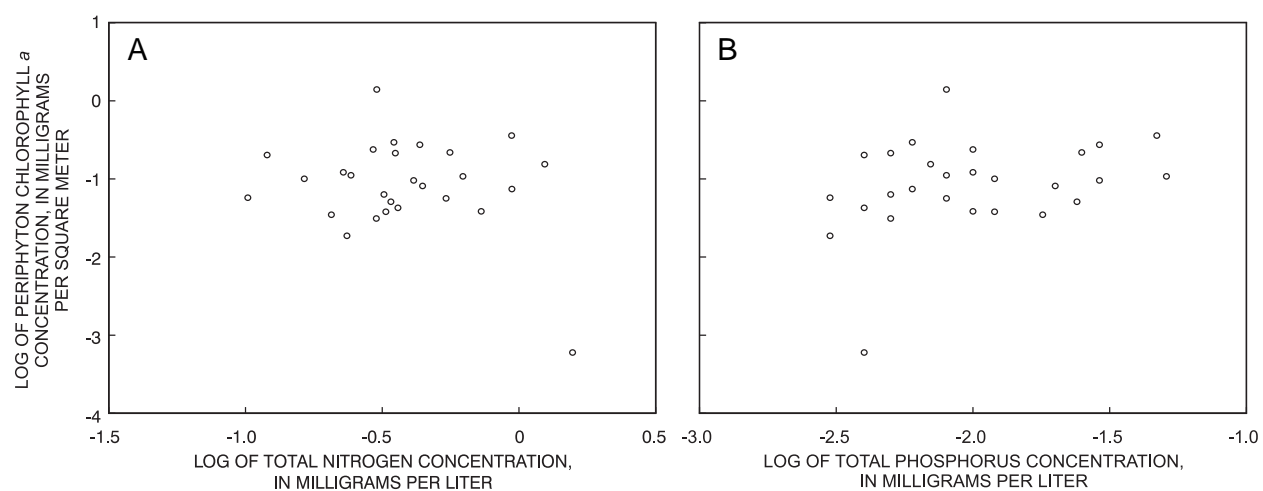 LOG OF PERIPHYTON CHLOROPHYLL a
CONCENTRATION, IN MILLIGRAMS
PER SQUARE METER
A
1
0
-1
-2
-3
-4
-1.5 -1.0 -0.5 0 0.5
LOG OF TOTAL NITROGEN CONCENTRATION,
IN MILLIGRAMS PER LITER
B
-3.0 -2.5 -2.0 -1.5 -1.0
LOG OF TOTAL PHOSPHORUS CONCENTRATION,
IN MILLIGRAMS PER LITER